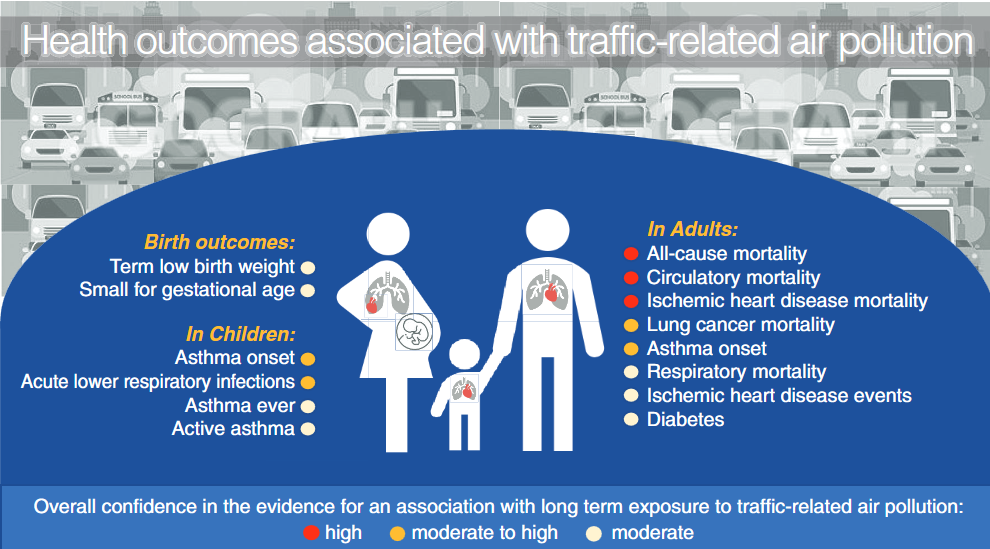 Health outcomes associated with traffic-related air pollution
SCHOOL BUS
SCHOOL BUS
Birth outcomes:
Term low birth weight
Small for gestational age
In Children:
Asthma onset
Acute lower respiratory infections
Asthma ever
Active asthma
In Adults:
All-cause mortality
Circulatory mortality
Ischemic heart disease mortality
Lung cancer mortality
Asthma onset
Respiratory mortality
Ischemic heart disease events
Diabetes
Overall confidence in the evidence for an association with long term exposure to traffic-related air pollution:
high moderate to high moderate